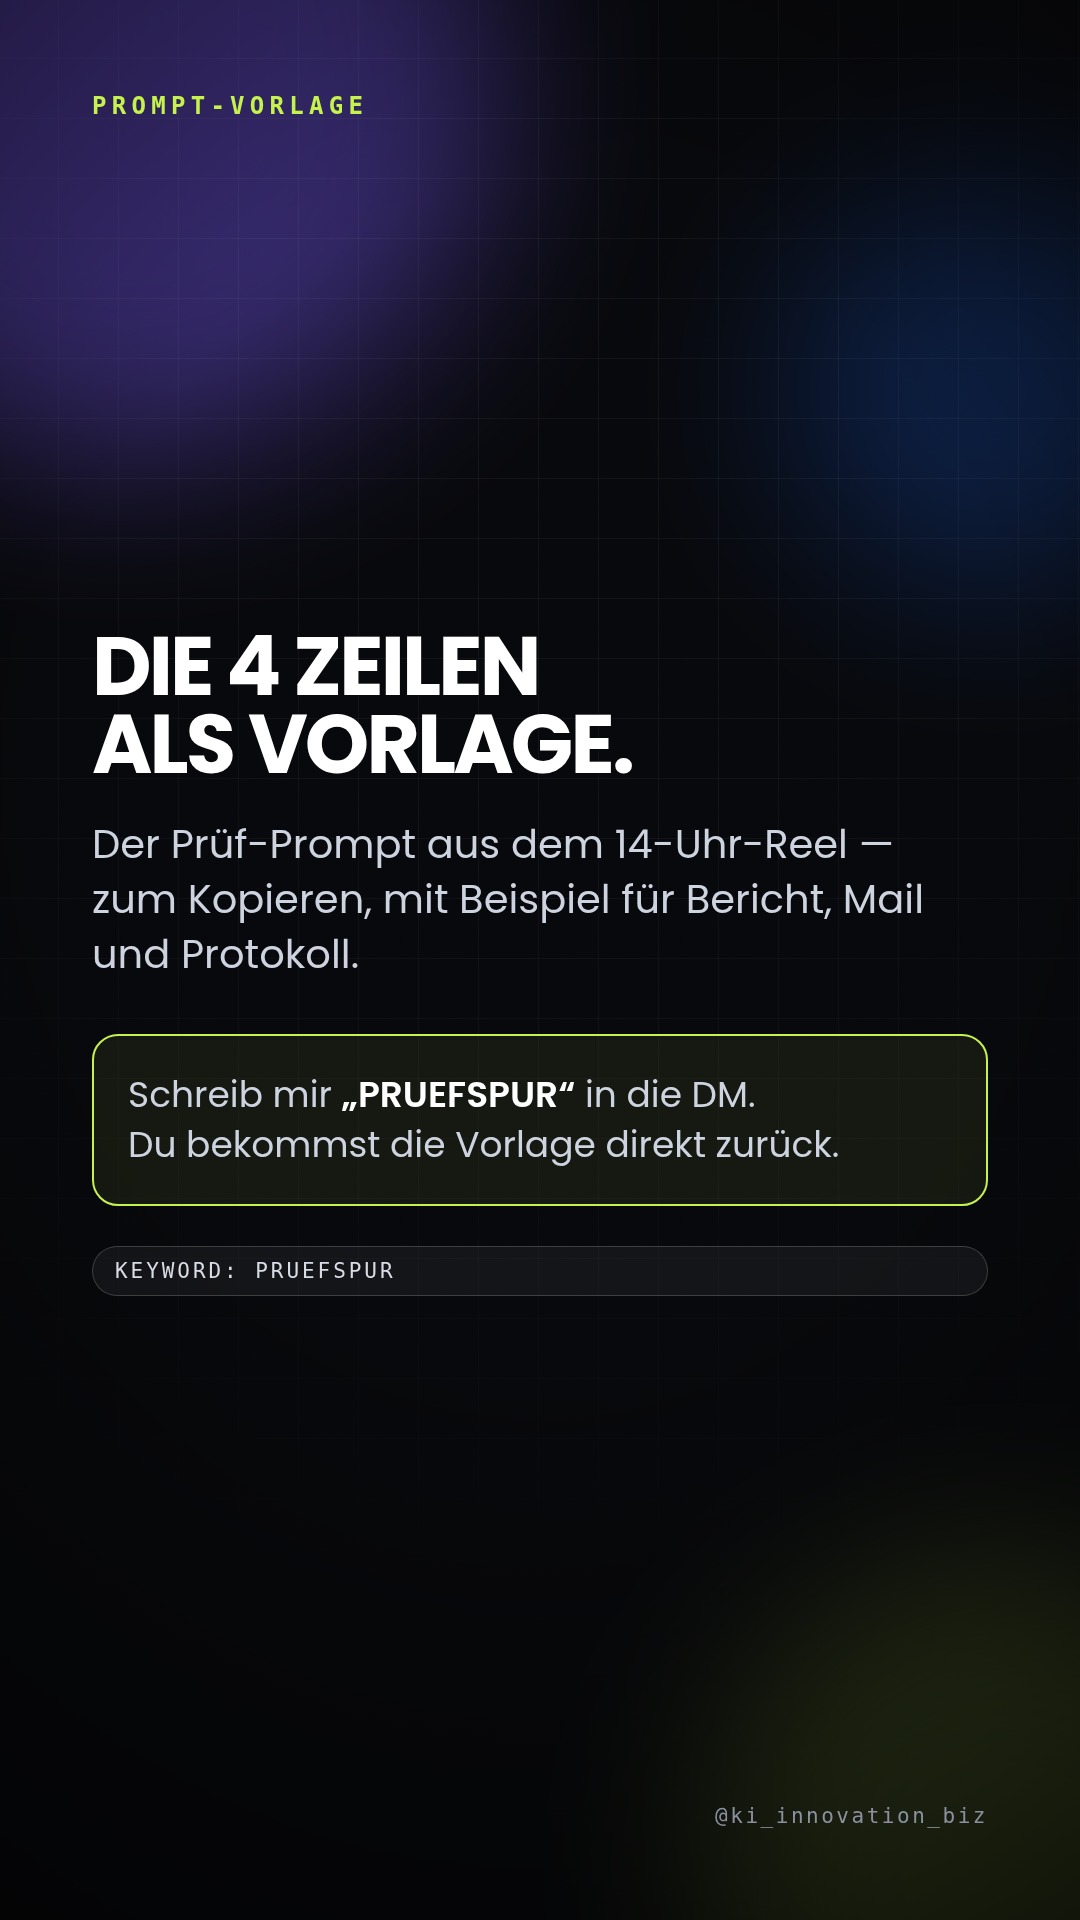 PROMPT-VORLAGE
DIE 4 ZEILEN
ALS VORLAGE.
Der Prüf-Prompt aus dem 14-Uhr-Reel —
zum Kopieren, mit Beispiel für Bericht, Mail
und Protokoll.
Schreib mir „PRUEFSPUR“ in die DM.
Du bekommst die Vorlage direkt zurück.
KEYWORD: PRUEFSPUR
@ki_innovation_biz